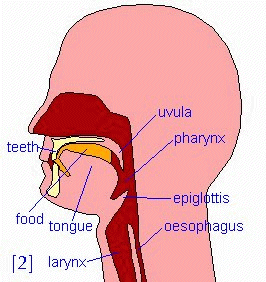 uvula
pharynx
teeth
epiglottis
food
tongue
oesophagus
[2]
larynx